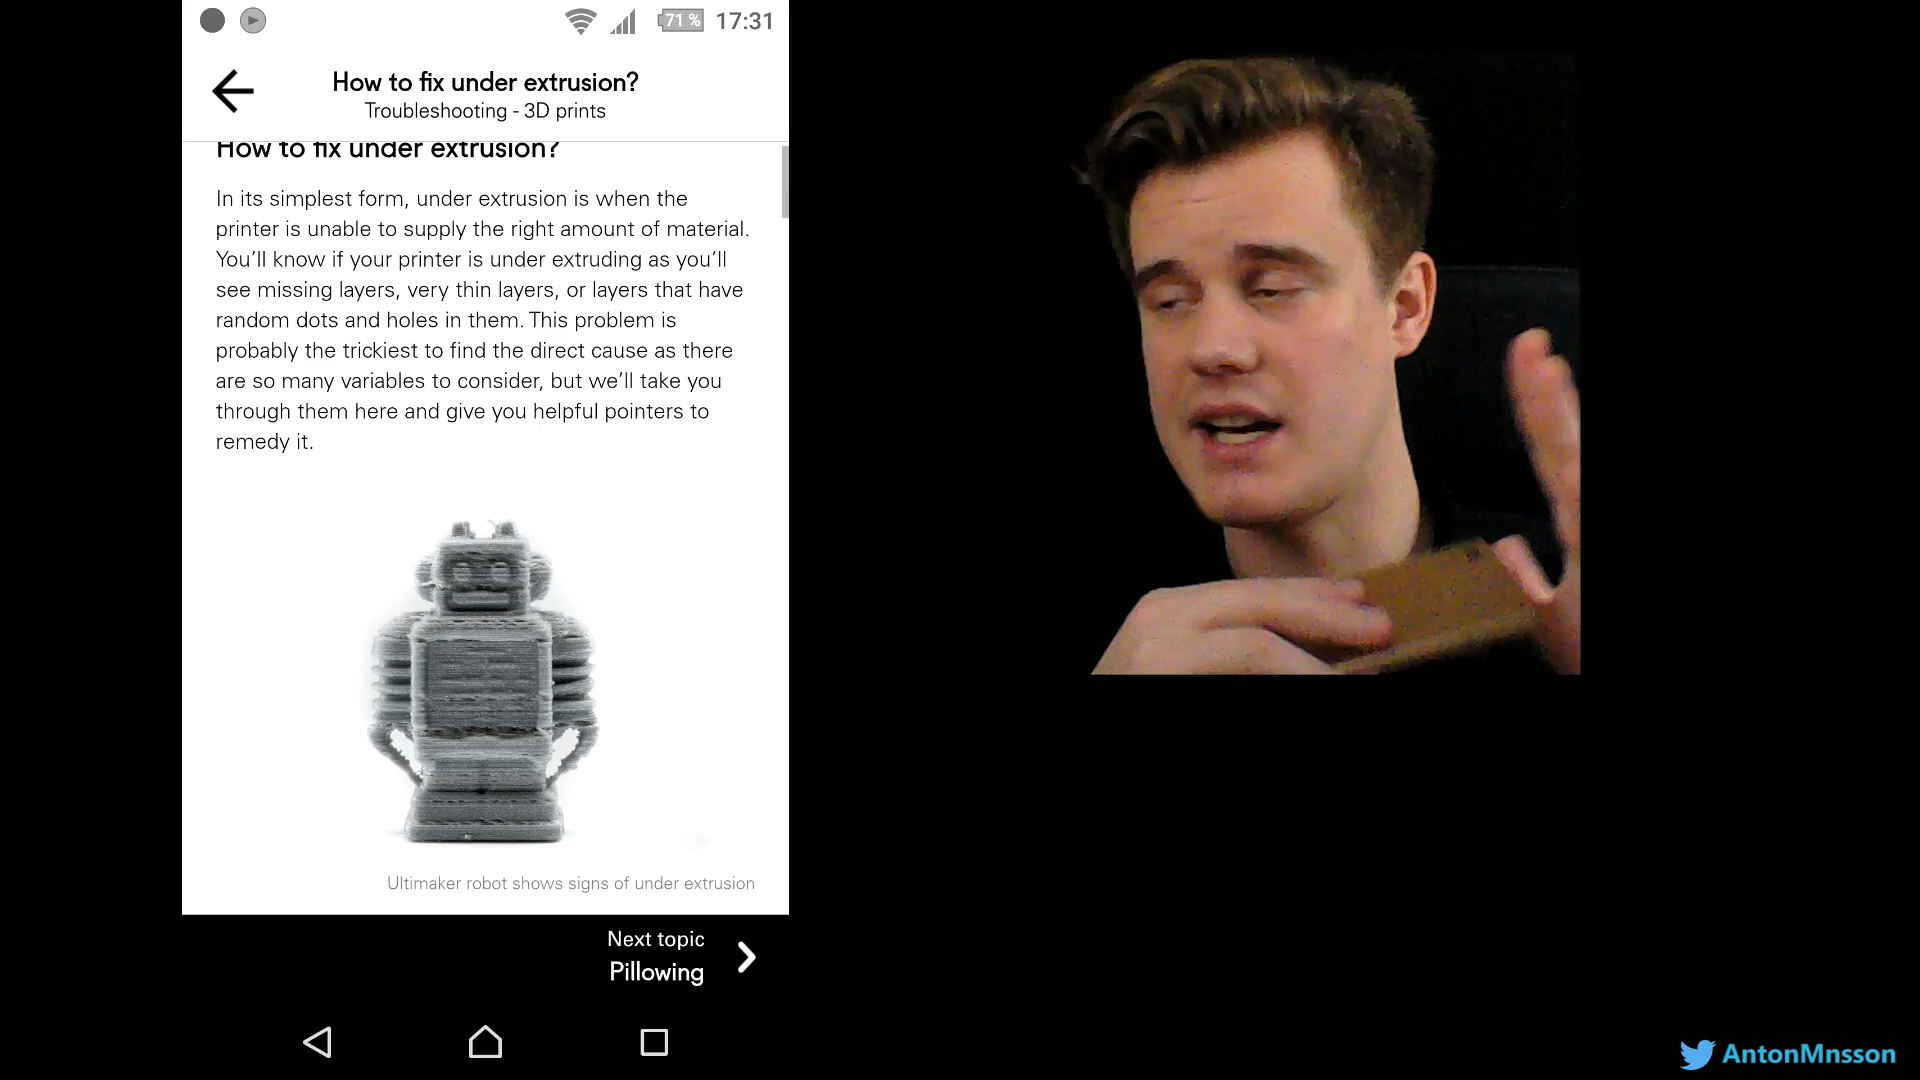 71 %
17:31
How to fix under extrusion?
Troubleshooting - 3D prints
How to fix under extrusion?
In its simplest form, under extrusion is when the
printer is unable to supply the right amount of material.
You’ll know if your printer is under extruding as you’ll
see missing layers, very thin layers, or layers that have
random dots and holes in them. This problem is
probably the trickiest to find the direct cause as there
are so many variables to consider, but we’ll take you
through them here and give you helpful pointers to
remedy it.
Ultimaker robot shows signs of under extrusion
Next topic
Pillowing
AntonMnsson